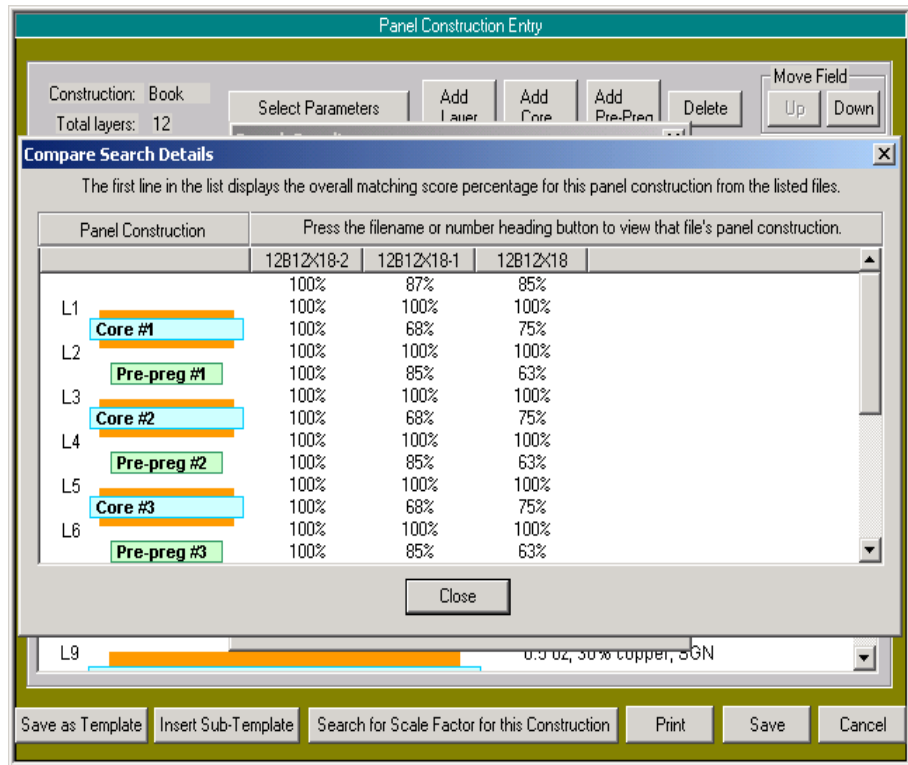 Panel Construction Entry
Construction: Book
Total layers: 12
Select Parameters
Add Layer
Add Core
Add Pre-Preg
Delete
Move Field
Up
Down
Compare Search Details
The first line in the list displays the overall matching score percentage for this panel construction from the listed files.
Panel Construction
Press the filename or number heading button to view that file's panel construction.
12B12X18-2 12B12X18-1 12B12X18
100% 87% 85%
L1 100% 100% 100%
Core #1 100% 68% 75%
L2 100% 100% 100%
Pre-preg #1 100% 85% 63%
L3 100% 100% 100%
Core #2 100% 68% 75%
L4 100% 100% 100%
Pre-preg #2 100% 85% 63%
L5 100% 100% 100%
Core #3 100% 68% 75%
L6 100% 100% 100%
Pre-preg #3 100% 85% 63%
Close
L9 0.5 oz, 30% copper, SGN
Save as Template
Insert Sub-Template
Search for Scale Factor for this Construction
Print
Save
Cancel